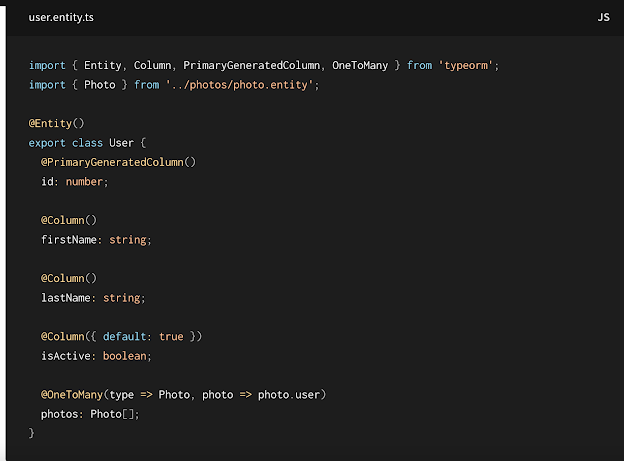 user.entity.ts
JS
import { Entity, Column, PrimaryGeneratedColumn, OneToMany } from 'typeorm';
import { Photo } from '../photos/photo.entity';
@Entity()
export class User {
@PrimaryGeneratedColumn()
id: number;
@Column()
firstName: string;
@Column()
lastName: string;
@Column({ default: true })
isActive: boolean;
@OneToMany(type => Photo, photo => photo.user)
photos: Photo[];
}